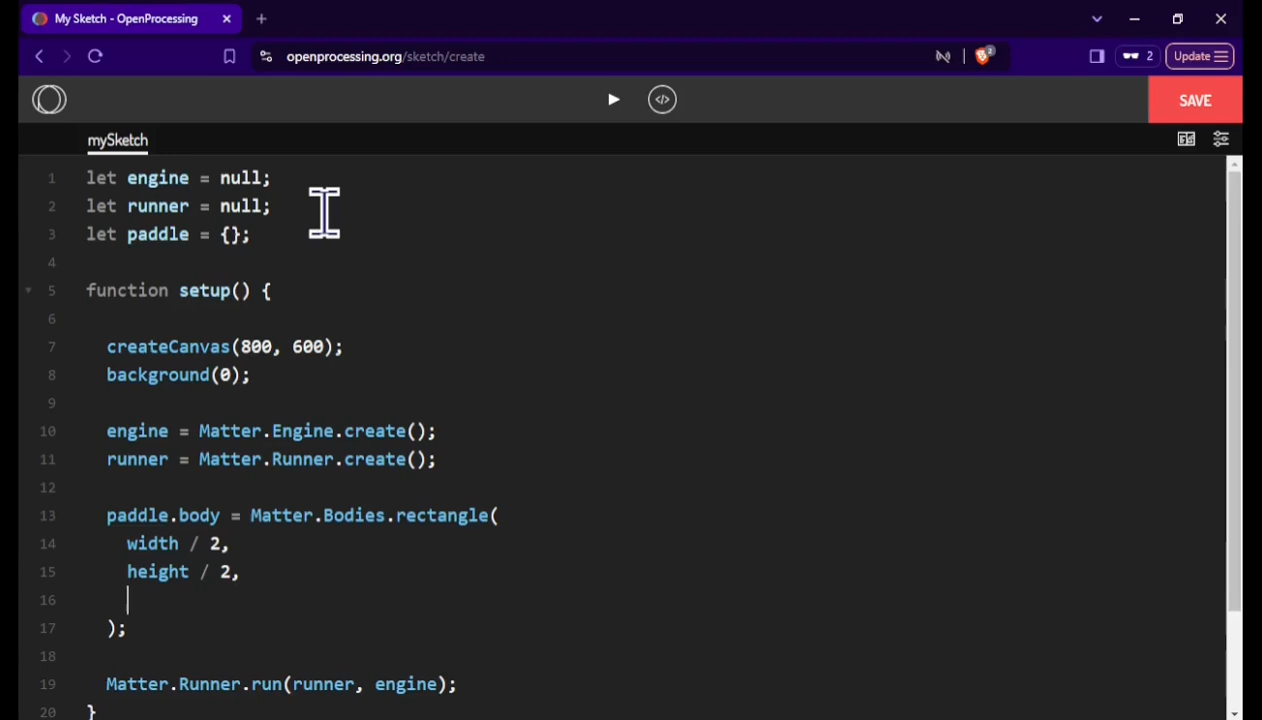 My Sketch - OpenProcessing
openprocessing.org/sketch/create
2
2
Update
SAVE
mySketch
1 let engine = null;
2 let runner = null;
3 let paddle = {};
4
5 function setup() {
6
7 createCanvas(800, 600);
8 background(0);
9
10 engine = Matter.Engine.create();
11 runner = Matter.Runner.create();
12
13 paddle.body = Matter.Bodies.rectangle(
14 width / 2,
15 height / 2,
16
17 );
18
19 Matter.Runner.run(runner, engine);
20 }